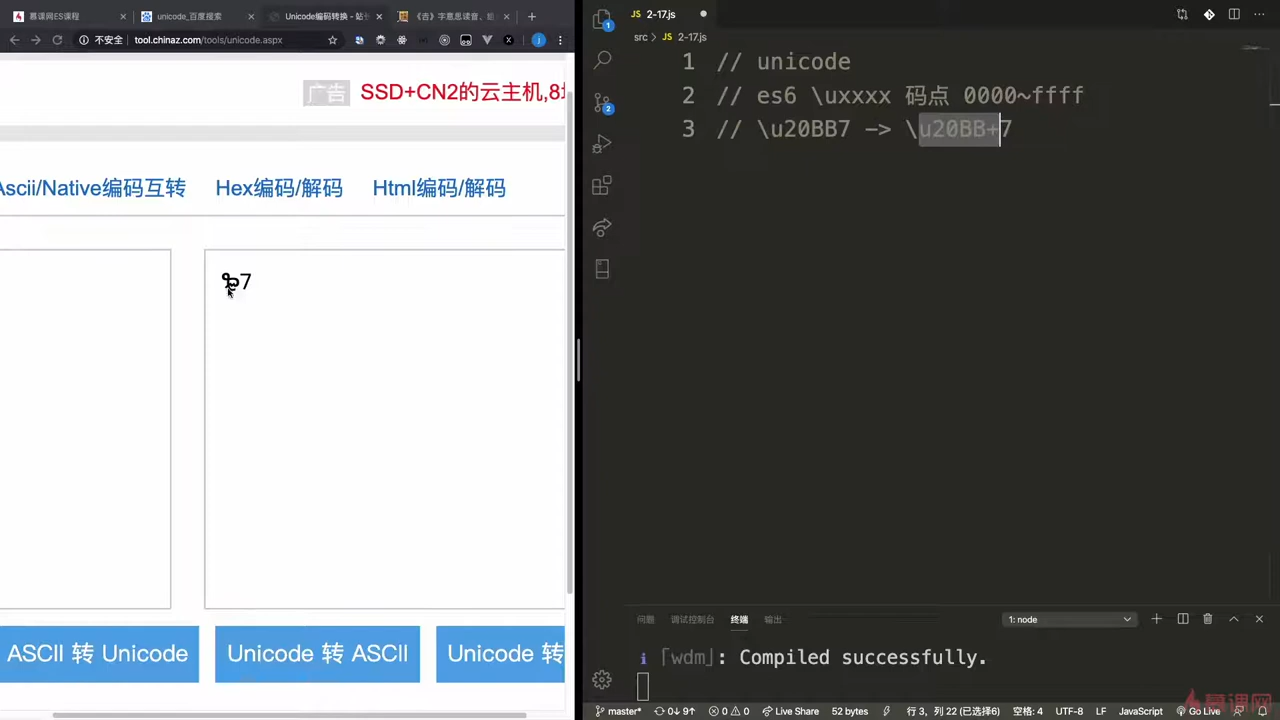 慕课网ES课程
unicode_百度搜索
Unicode编码转换 - 站长
《吉》字意思读音、组
不安全 tool.chinaz.com/tools/unicode.aspx
广告 SSD+CN2的云主机,8折
Ascii/Native编码互转 Hex编码/解码 Html编码/解码
₻7
ASCII 转 Unicode
Unicode 转 ASCII
Unicode 转
JS 2-17.js
src > JS 2-17.js
1 // unicode
2 // es6 \uxxxx 码点 0000~ffff
3 // \u20BB7 -> \u20BB+7
问题 调试控制台 终端 输出
1: node
i 「wdm」: Compiled successfully.
master* 0↓ 9↑ 0 0 Live Share 52 bytes 行 3，列 22 (已选择6) 空格: 4 UTF-8 LF JavaScript Go Live
慕课网